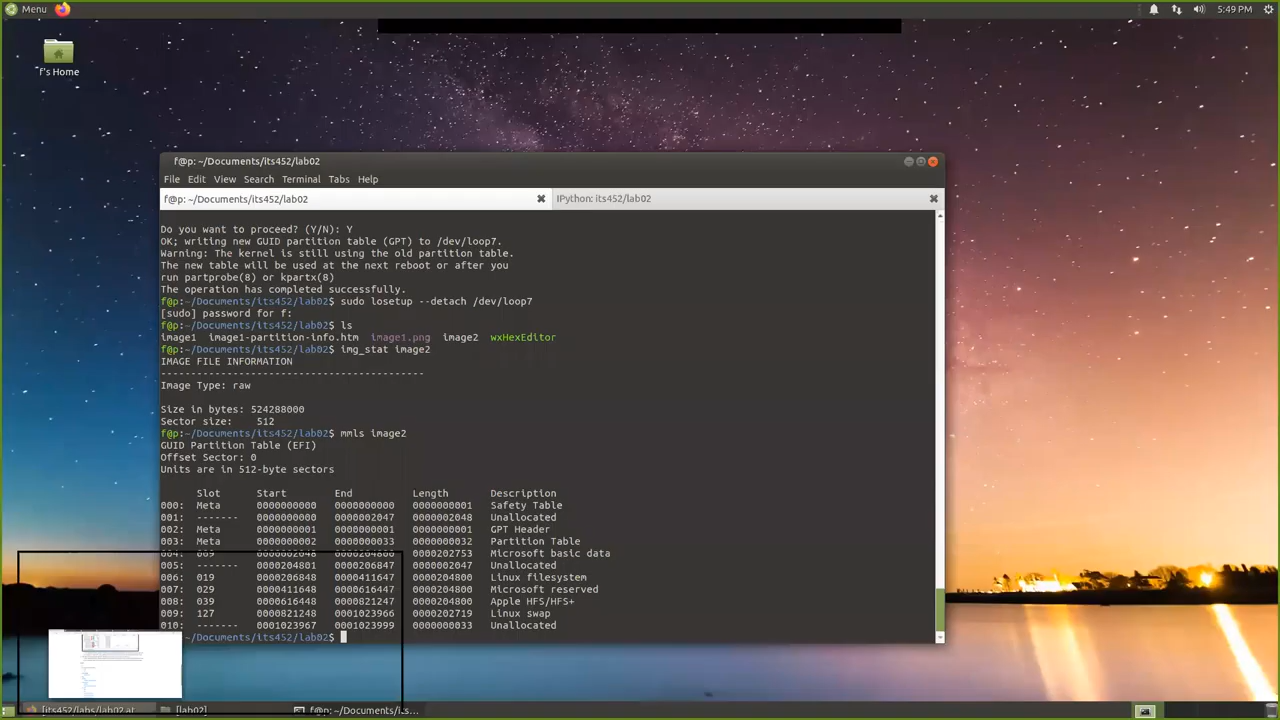 Menu
5:49 PM
f's Home
f@p: ~/Documents/its452/lab02
File Edit View Search Terminal Tabs Help
f@p: ~/Documents/its452/lab02
IPython: its452/lab02
Do you want to proceed? (Y/N): Y
OK; writing new GUID partition table (GPT) to /dev/loop7.
Warning: The kernel is still using the old partition table.
The new table will be used at the next reboot or after you
run partprobe(8) or kpartx(8)
The operation has completed successfully.
f@p:~/Documents/its452/lab02$ sudo losetup --detach /dev/loop7
[sudo] password for f:
f@p:~/Documents/its452/lab02$ ls
image1 image1-partition-info.htm image1.png image2 wxHexEditor
f@p:~/Documents/its452/lab02$ img_stat image2
IMAGE FILE INFORMATION
--------------------------------------------
Image Type: raw
Size in bytes: 524288000
Sector size: 512
f@p:~/Documents/its452/lab02$ mmls image2
GUID Partition Table (EFI)
Offset Sector: 0
Units are in 512-byte sectors
Slot Start End Length Description
000: Meta 0000000000 0000000000 0000000001 Safety Table
001: ------- 0000000000 0000002047 0000002048 Unallocated
002: Meta 0000000001 0000000001 0000000001 GPT Header
003: Meta 0000000002 0000000033 0000000032 Partition Table
004: 009 0000002048 0000204800 0000202753 Microsoft basic data
005: ------- 0000204801 0000206847 0000002047 Unallocated
006: 019 0000206848 0000411647 0000204800 Linux filesystem
007: 029 0000411648 0000616447 0000204800 Microsoft reserved
008: 039 0000616448 0000821247 0000204800 Apple HFS/HFS+
009: 127 0000821248 0001023966 0000202719 Linux swap
010: ------- 0001023967 0001023999 0000000033 Unallocated
~/Documents/its452/lab02$
[its452/labs/lab02 at
[lab02]
f@p: ~/Documents/its...